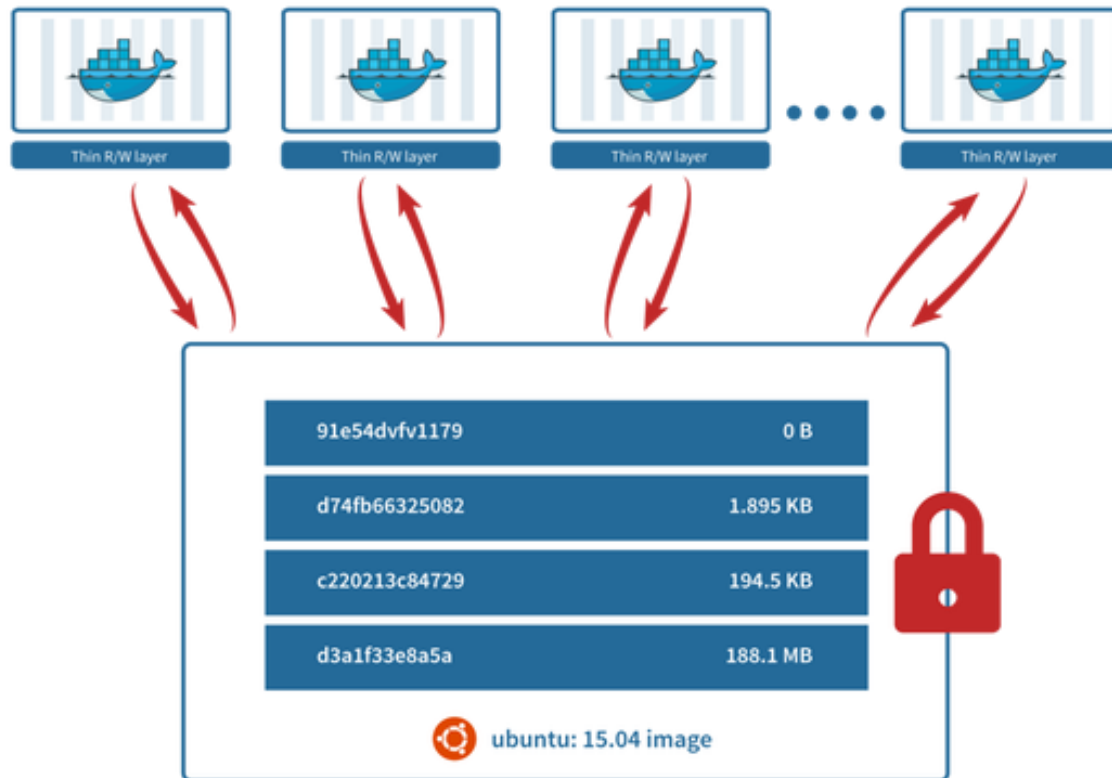 Thin R/W layer
Thin R/W layer
Thin R/W layer
Thin R/W layer
91e54dvfv1179 0 B
d74fb66325082 1.895 KB
c220213c84729 194.5 KB
d3a1f33e8a5a 188.1 MB
ubuntu: 15.04 image